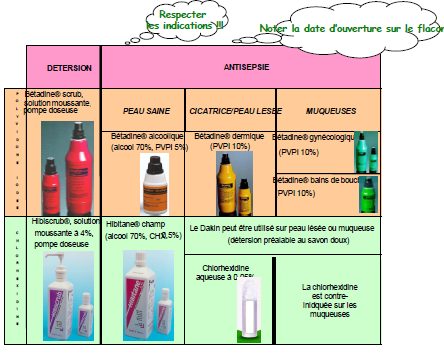 Respecter
les indications !!!
Noter la date d'ouverture sur le flacon
DETERSION
ANTISEPSIE
POLYVIDONE IODEE
Bétadine® scrub,
solution moussante,
pompe doseuse
PEAU SAINE
CICATRICE/PEAU LESEE
MUQUEUSES
Bétadine® alcoolique
(alcool 70%, PVPI 5%)
Bétadine® dermique
(PVPI 10%)
Bétadine® gynécologique
(PVPI 10%)
Bétadine® bains de bouche
PVPI 10%)
CHLORHEXIDINE
Hibiscrub®, solution
moussante à 4%,
pompe doseuse
Hibitane® champ
(alcool 70%, CHX 0,5%)
Le Dakin peut être utilisé sur peau lésée ou muqueuse
(détersion préalable au savon doux)
Chlorhexidine
aqueuse à 0,05%
La chlorhexidine
est contre-
inidquée sur les
muqueuses